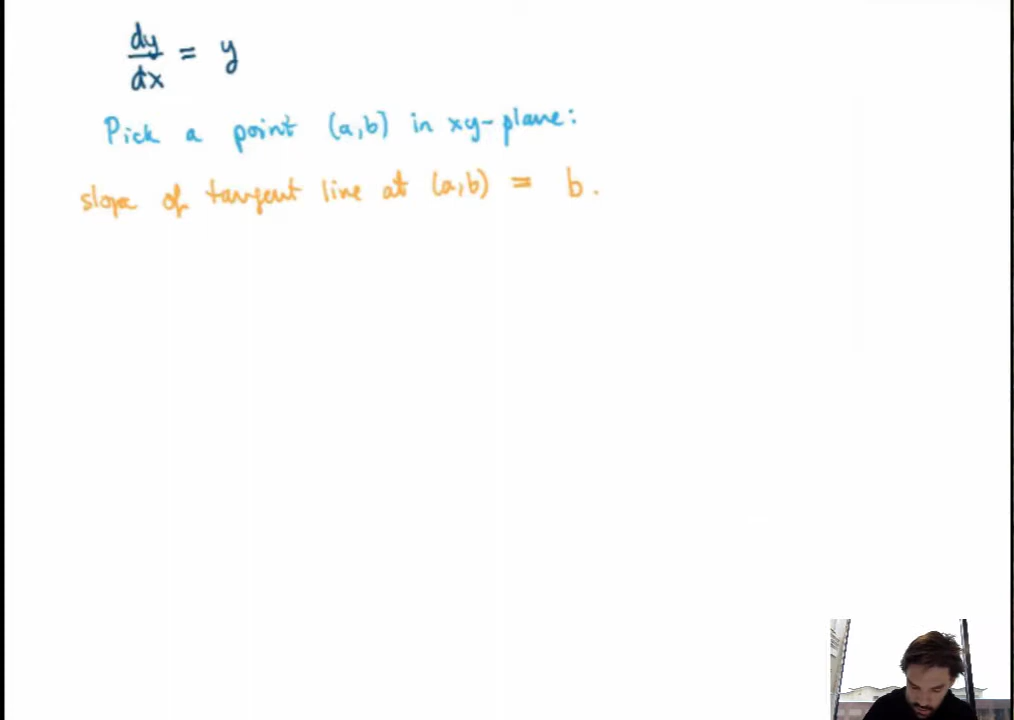 dy/dx = y
Pick a point (a,b) in xy-plane:
slope of tangent line at (a,b) = b.